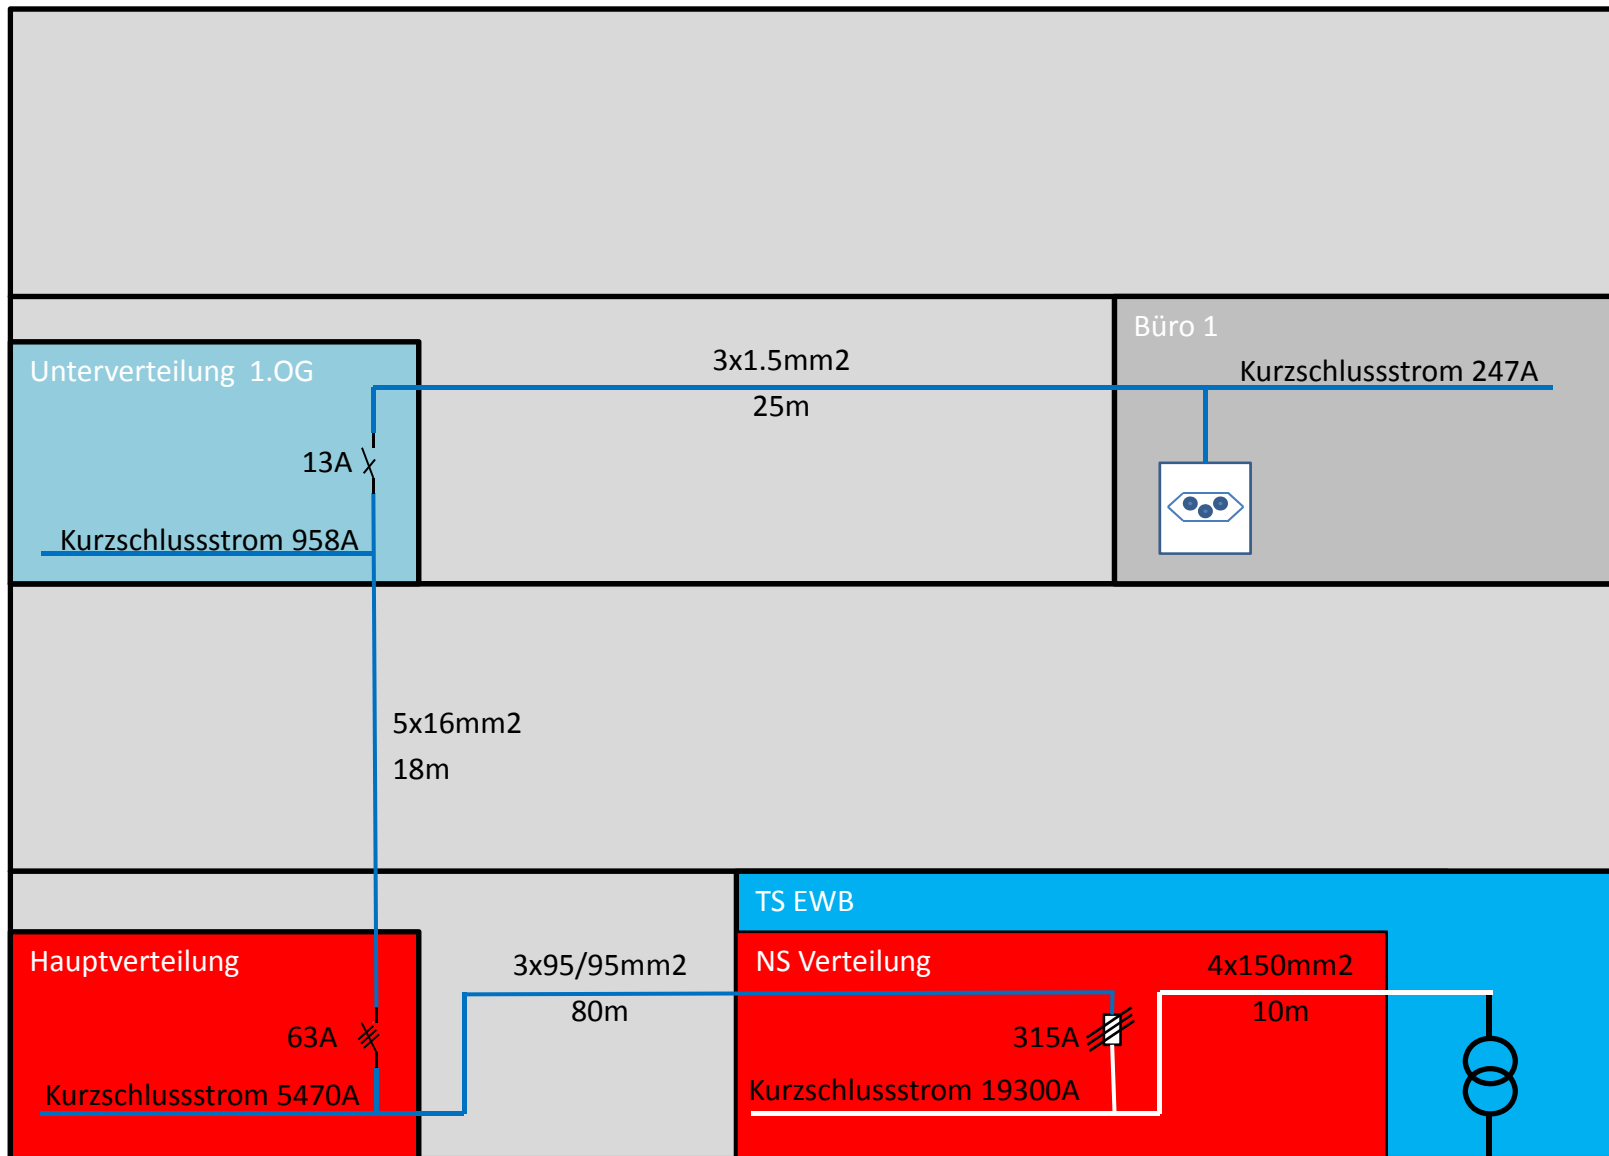 Büro 1
Unterverteilung 1.OG
3x1.5mm2
25m
Kurzschlussstrom 247A
13A
Kurzschlussstrom 958A
5x16mm2
18m
TS EWB
Hauptverteilung
3x95/95mm2
80m
NS Verteilung
4x150mm2
10m
63A
315A
Kurzschlussstrom 5470A
Kurzschlussstrom 19300A